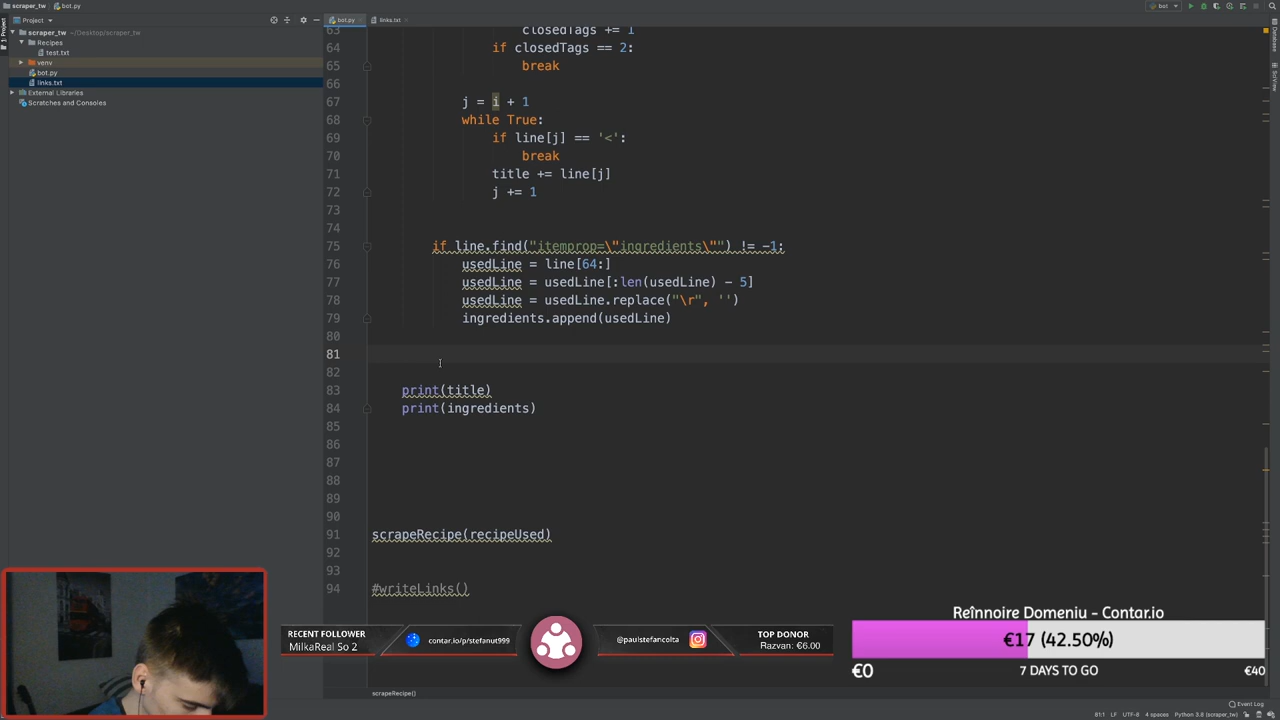 scraper_tw
bot.py
bot
Project
bot.py
links.txt
scraper_tw ~/Desktop/scraper_tw
Recipes
test.txt
venv
bot.py
links.txt
External Libraries
Scratches and Consoles
1: Project
Database
SciView
63 closedTags += 1
64 if closedTags == 2:
65 break
66
67 j = i + 1
68 while True:
69 if line[j] == '<':
70 break
71 title += line[j]
72 j += 1
73
74
75 if line.find("itemprop=\"ingredients\"") != -1:
76 usedLine = line[64:]
77 usedLine = usedLine[:len(usedLine) - 5]
78 usedLine = usedLine.replace("\r", '')
79 ingredients.append(usedLine)
80
81
82
83 print(title)
84 print(ingredients)
85
86
87
88
89
90
91 scrapeRecipe(recipeUsed)
92
93
94 #writeLinks()
Reînnoire Domeniu - Contar.io
€17 (42.50%)
€0
7 DAYS TO GO
€40
RECENT FOLLOWER
MilkaReal So 2
contar.io/p/stefanut999
@paulstefancolta
TOP DONOR
Razvan: €6.00
scrapeRecipe()
Event Log
81:1 LF UTF-8 4 spaces Python 3.8 (scraper_tw)